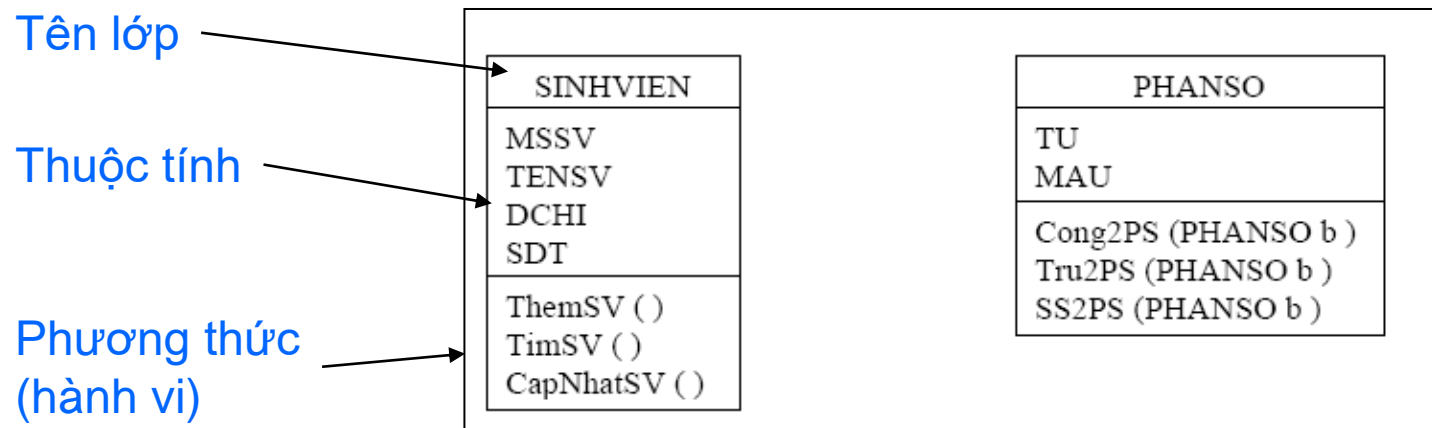 Tên lớp
Thuộc tính
Phương thức
(hành vi)
SINHVIEN
MSSV
TENSV
DCHI
SDT
ThemSV ( )
TimSV ( )
CapNhatSV ( )
PHANSO
TU
MAU
Cong2PS (PHANSO b )
Tru2PS (PHANSO b )
SS2PS (PHANSO b )